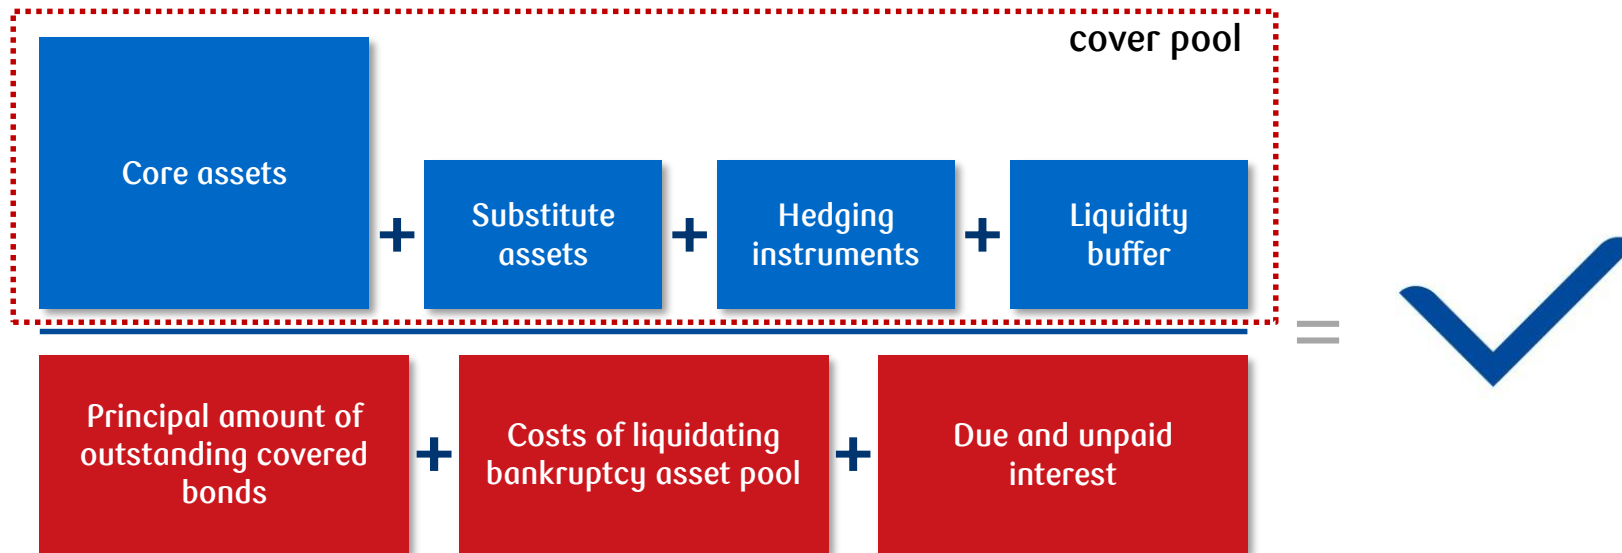 cover pool
Core assets
Substitute
assets
Hedging
instruments
Liquidity
buffer
+
+
+
=
Principal amount of
outstanding covered
bonds
Costs of liquidating
bankruptcy asset pool
Due and unpaid
interest
+
+